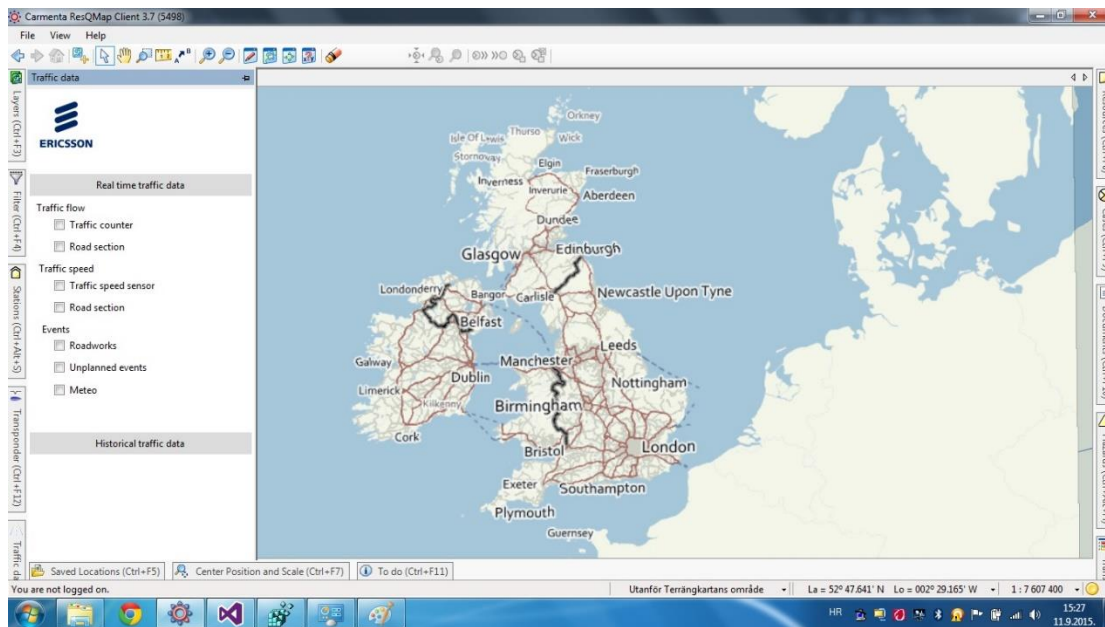 Carmenta ResQMap Client 3.7 (5498)
File View Help
Traffic data
Layers (Ctrl+F3)
Filter (Ctrl+F4)
Stations (Ctrl+Alt+S)
Transponder (Ctrl+F12)
ERICSSON
Real time traffic data
Traffic flow
Traffic counter
Road section
Traffic speed
Traffic speed sensor
Road section
Events
Roadworks
Unplanned events
Meteo
Historical traffic data
Orkney
Isle Of Lewis
Thurso
Wick
Stornoway
Elgin
Fraserburgh
Inverness
Inverurie
Aberdeen
Dundee
Glasgow
Edinburgh
Londonderry
Bangor
Carlisle
Newcastle Upon Tyne
Belfast
Leeds
Galway
Manchester
Dublin
Nottingham
Limerick
Kilkenny
Birmingham
Cork
Bristol
London
Exeter
Southampton
Plymouth
Guernsey
Saved Locations (Ctrl+F5)
Center Position and Scale (Ctrl+F7)
To do (Ctrl+F11)
You are not logged on.
Utanför Terrängkartans område
La = 52° 47.641' N Lo = 002° 29.165' W
1 : 7 607 400
HR
15:27
11.9.2015.